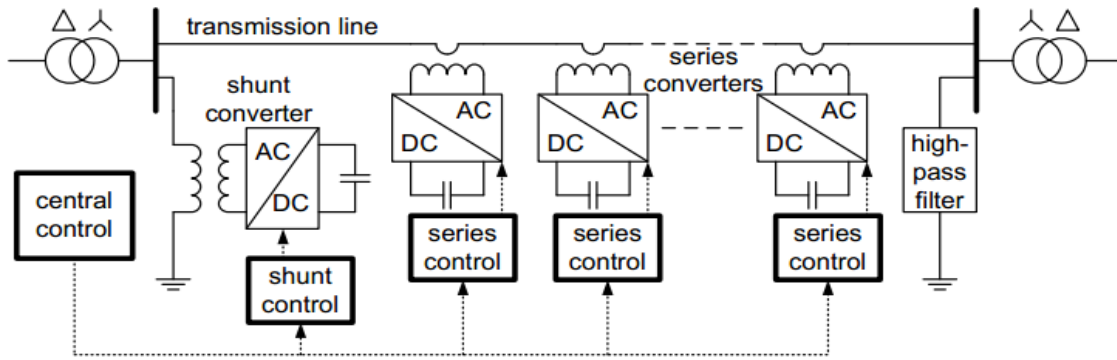 transmission line
shunt
converter
series
converters
AC
DC
AC
DC
AC
DC
AC
DC
high-
pass
filter
central
control
series
control
series
control
series
control
shunt
control